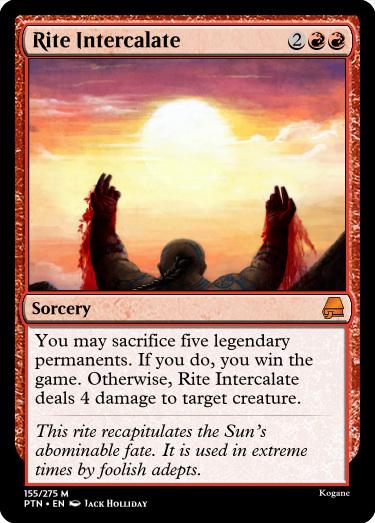 Rite Intercalate 2
Sorcery
You may sacrifice five legendary
permanents. If you do, you win the
game. Otherwise, Rite Intercalate
deals 4 damage to target creature.
This rite recapitulates the Sun's
abominable fate. It is used in extreme
times by foolish adepts.
155/275 M
PTN • EN Jack Holliday
Kogane